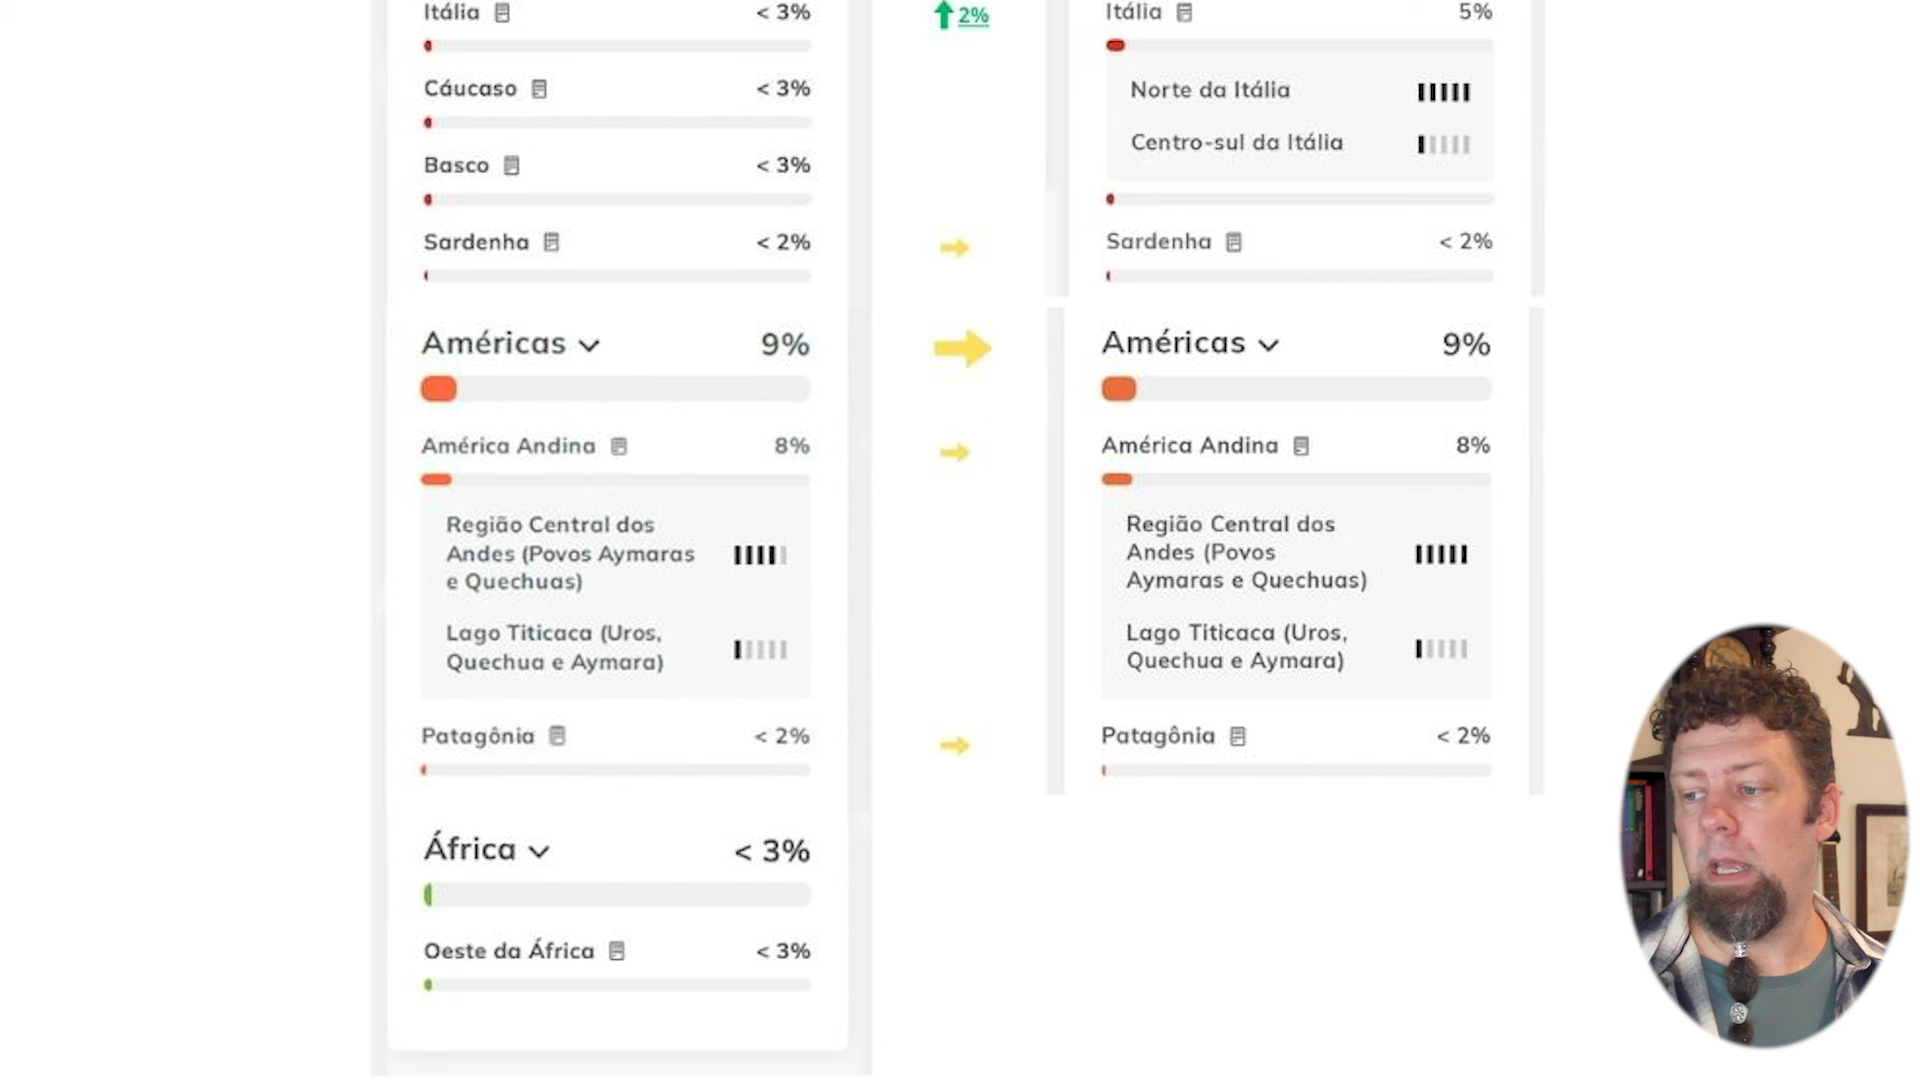 Itália < 3%
Cáucaso < 3%
Basco < 3%
Sardenha < 2%
Américas 9%
América Andina 8%
Região Central dos
Andes (Povos Aymaras
e Quechuas)
Lago Titicaca (Uros,
Quechua e Aymara)
Patagônia < 2%
África < 3%
Oeste da África < 3%
2%
Itália 5%
Norte da Itália
Centro-sul da Itália
Sardenha < 2%
Américas 9%
América Andina 8%
Região Central dos
Andes (Povos
Aymaras e Quechuas)
Lago Titicaca (Uros,
Quechua e Aymara)
Patagônia < 2%